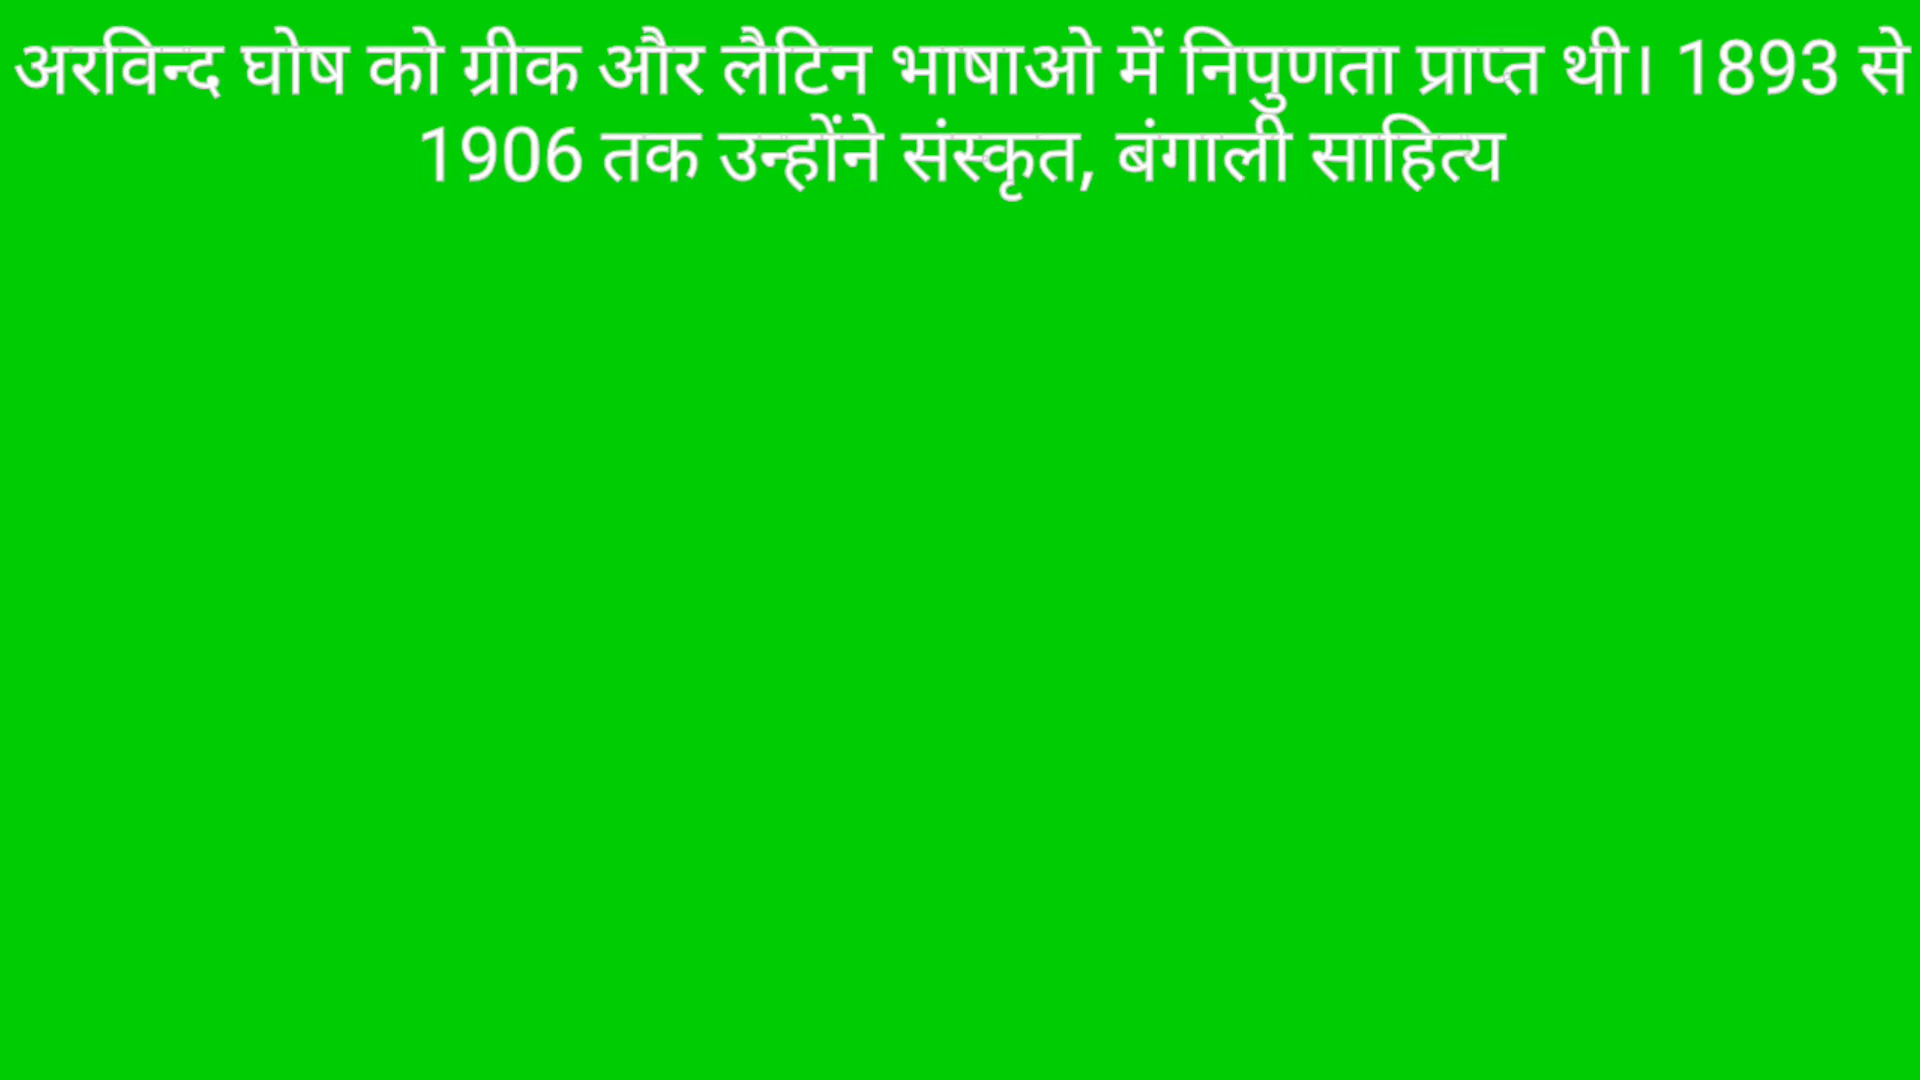 अरविन्द घोष को ग्रीक और लैटिन भाषाओ में निपुणता प्राप्त थी। 1893 से
1906 तक उन्होंने संस्कृत, बंगाली साहित्य